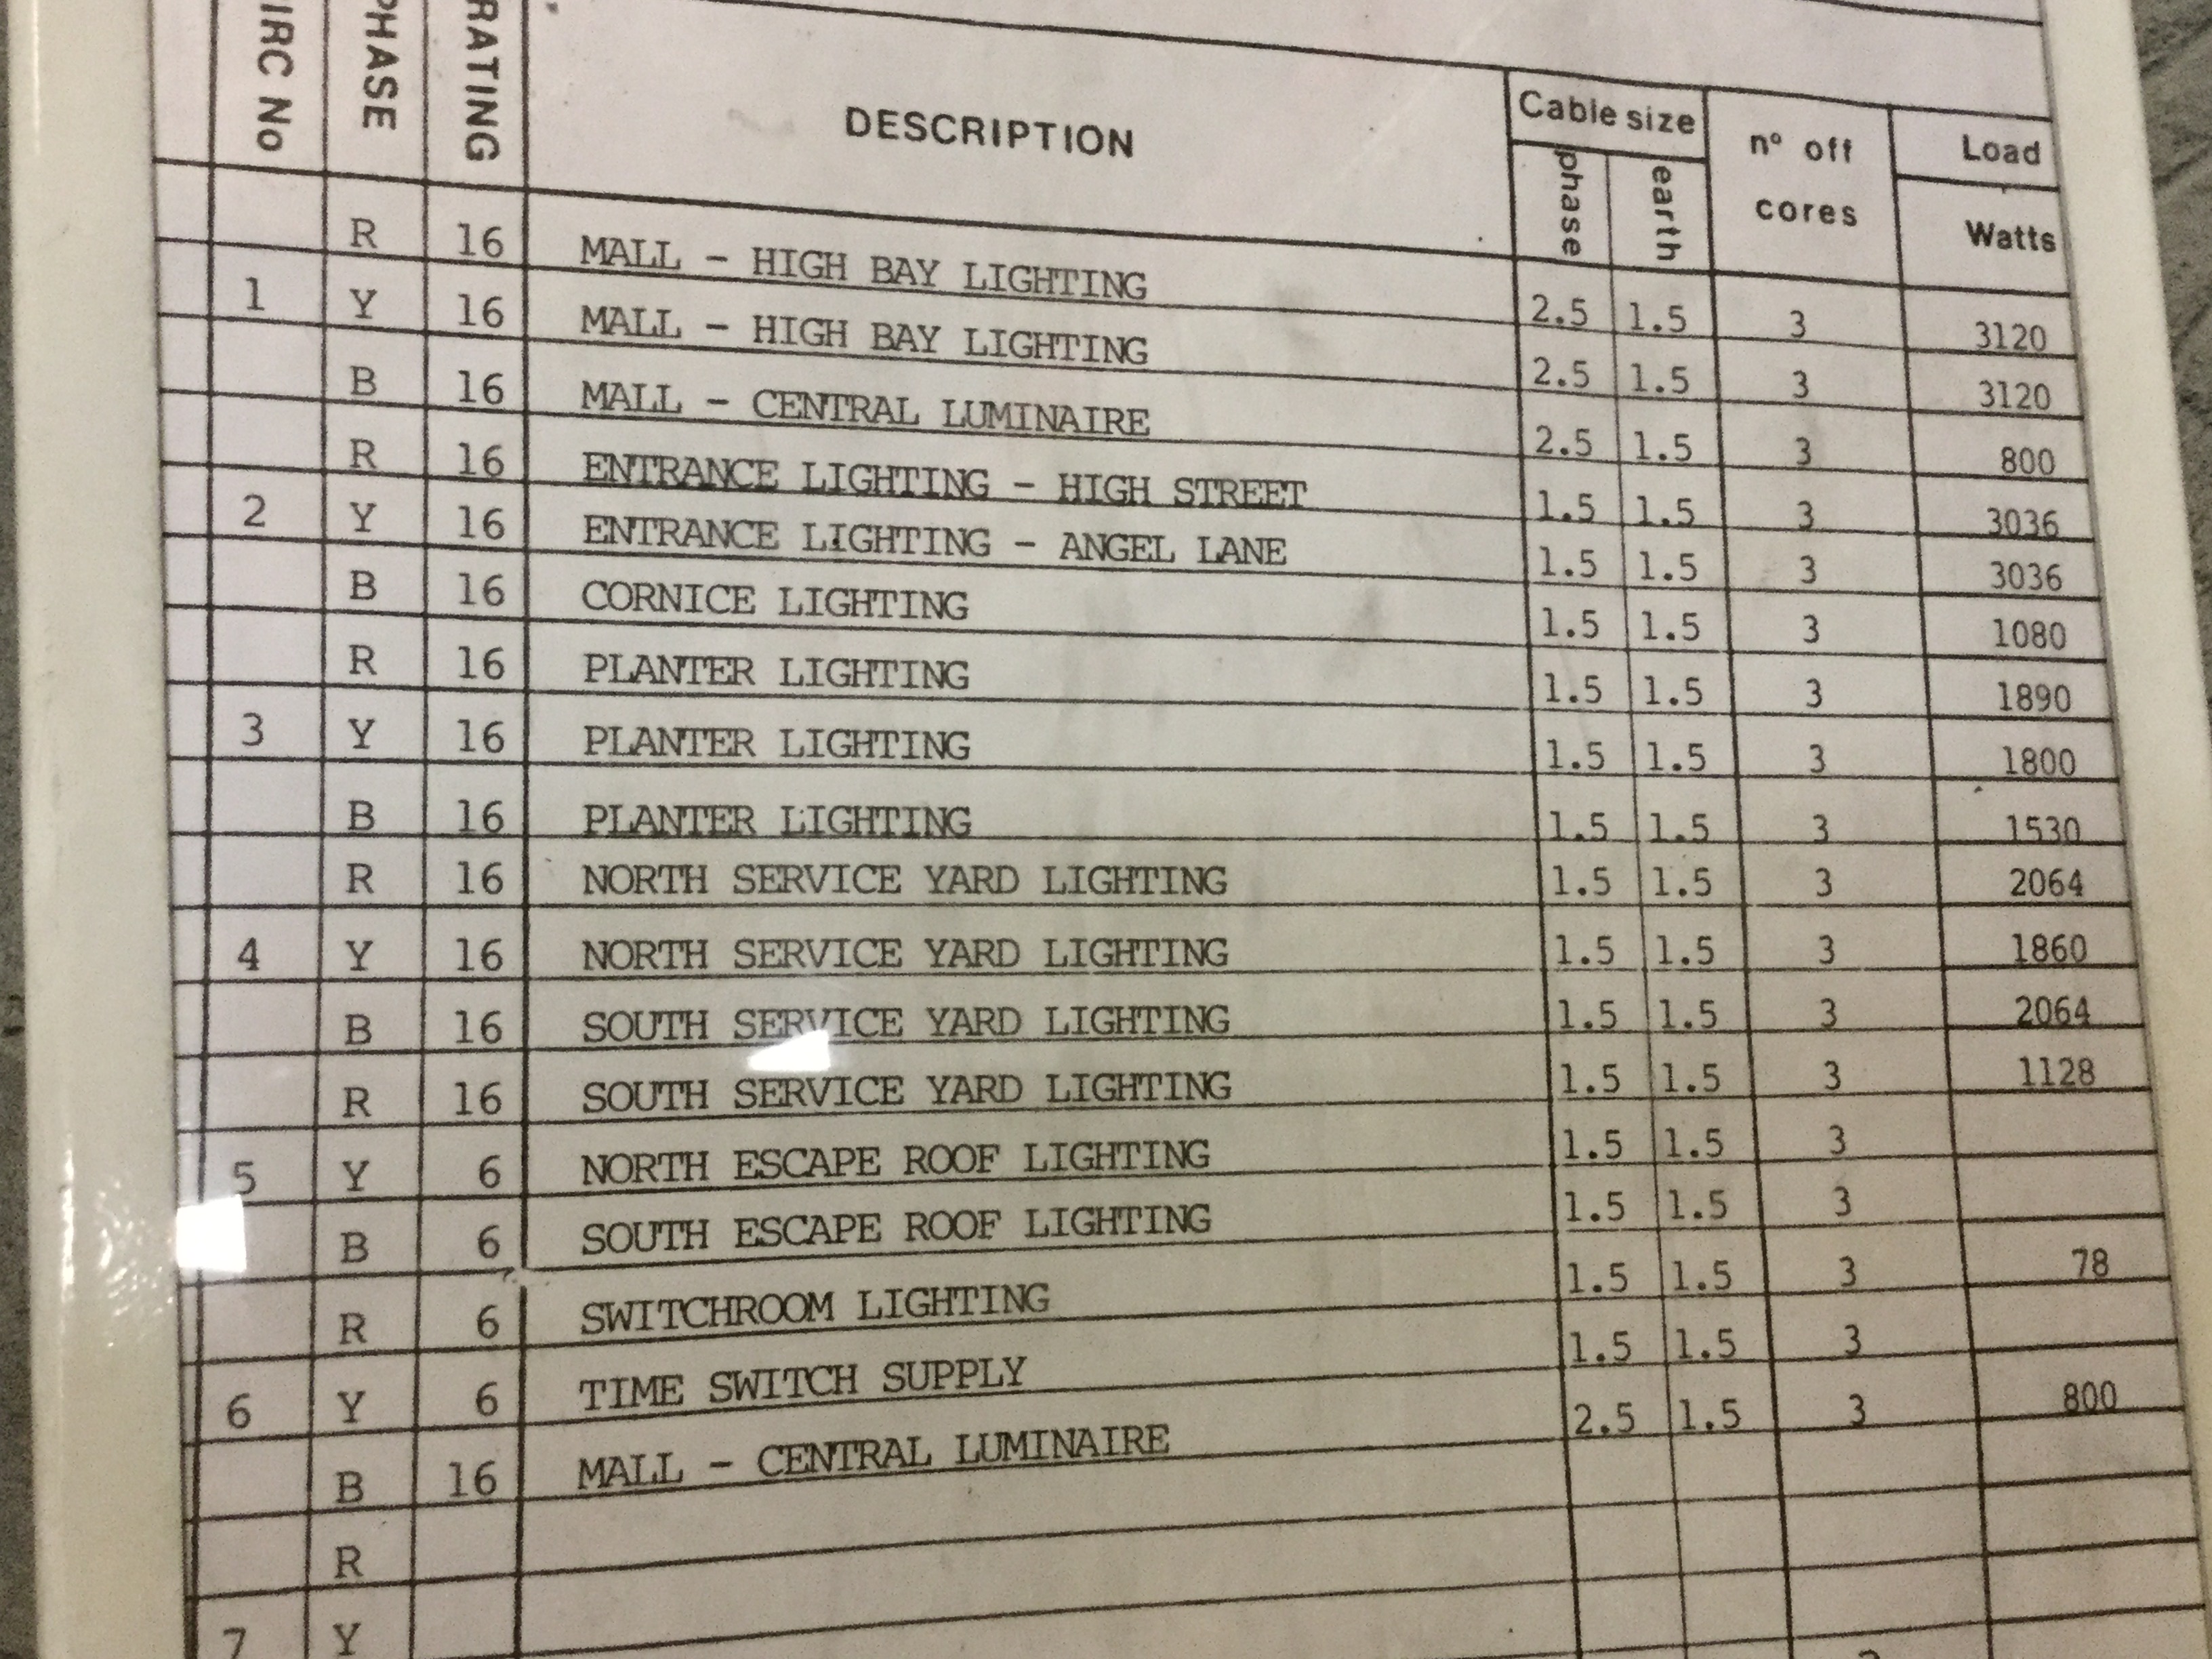 IRC No PHASE RATING DESCRIPTION Cable size n° off cores Load
phase earth Watts
R 16 MALL - HIGH BAY LIGHTING 2.5 1.5 3 3120
1 Y 16 MALL - HIGH BAY LIGHTING 2.5 1.5 3 3120
B 16 MALL - CENTRAL LUMINAIRE 2.5 1.5 3 800
R 16 ENTRANCE LIGHTING - HIGH STREET 1.5 1.5 3 3036
2 Y 16 ENTRANCE LIGHTING - ANGEL LANE 1.5 1.5 3 3036
B 16 CORNICE LIGHTING 1.5 1.5 3 1080
R 16 PLANTER LIGHTING 1.5 1.5 3 1890
3 Y 16 PLANTER LIGHTING 1.5 1.5 3 1800
B 16 PLANTER LIGHTING 1.5 1.5 3 1530
R 16 NORTH SERVICE YARD LIGHTING 1.5 1.5 3 2064
4 Y 16 NORTH SERVICE YARD LIGHTING 1.5 1.5 3 1860
B 16 SOUTH SERVICE YARD LIGHTING 1.5 1.5 3 2064
R 16 SOUTH SERVICE YARD LIGHTING 1.5 1.5 3 1128
5 Y 6 NORTH ESCAPE ROOF LIGHTING 1.5 1.5 3
B 6 SOUTH ESCAPE ROOF LIGHTING 1.5 1.5 3
R 6 SWITCHROOM LIGHTING 1.5 1.5 3 78
6 Y 6 TIME SWITCH SUPPLY 1.5 1.5 3
B 16 MALL - CENTRAL LUMINAIRE 2.5 1.5 3 800
R
7 Y